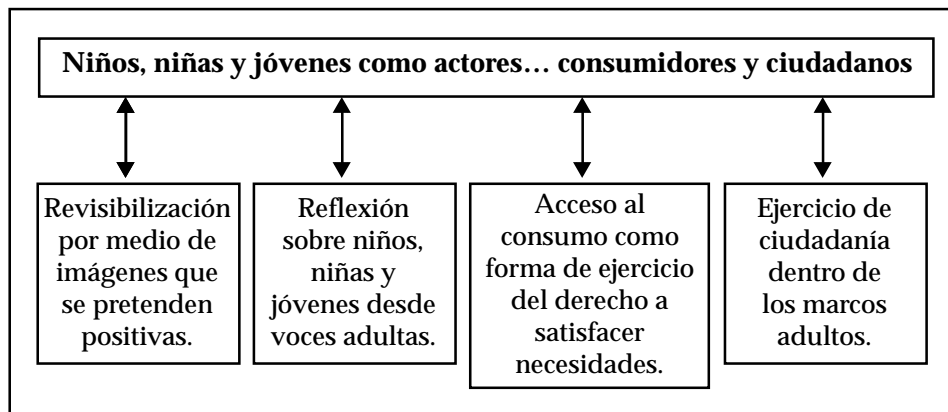 Niños, niñas y jóvenes como actores… consumidores y ciudadanos
Revisibilización
por medio de
imágenes que
se pretenden
positivas.
Reflexión
sobre niños,
niñas y
jóvenes desde
voces adultas.
Acceso al
consumo como
forma de ejercicio
del derecho a
satisfacer
necesidades.
Ejercicio de
ciudadanía
dentro de
los marcos
adultos.